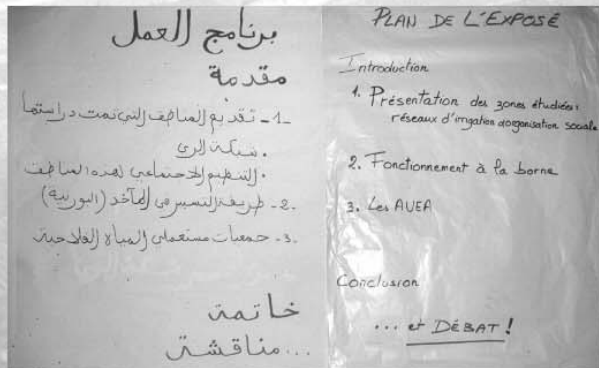 برنامج العمل
مقدمة
1- تقديم المناطق التي تمت دراستها
. شبكة الري
. التنظيم الاجتماعي لهذه المناطق
2- طريقة التسيير في المآخذ (البورنية)
3- جمعيات مستعملي المياه الفلاحية
خاتمة
...مناقشة
PLAN DE L'EXPOSÉ
Introduction
1. Présentation des zones étudiées:
réseaux d'irrigation organisation sociale
2. Fonctionnement à la borne
3. Les AUEA
Conclusion
... et DÉBAT !